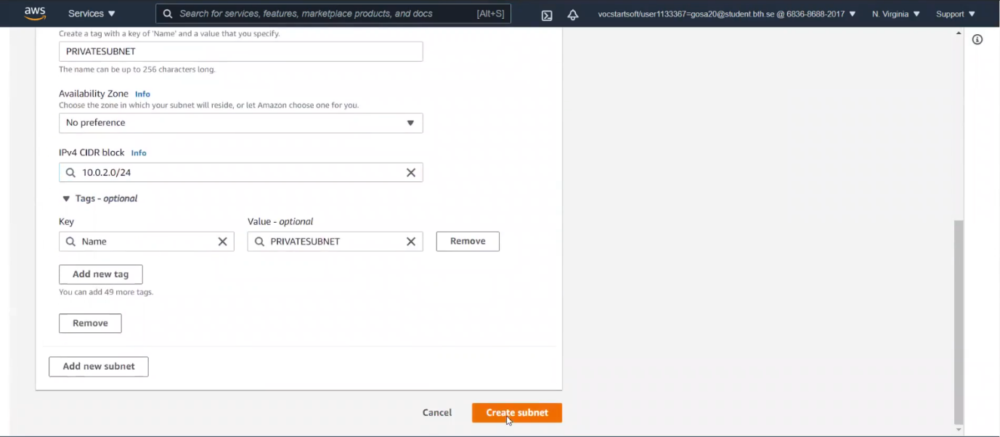 aws Services ▼ Search for services, features, marketplace products, and docs [Alt+S] vocstartsoft/user1133367=gosa20@student.bth.se @ 6836-8688-2017 ▼ N. Virginia ▼ Support ▼
Create a tag with a key of 'Name' and a value that you specify.
PRIVATESUBNET
The name can be up to 256 characters long.
Availability Zone Info
Choose the zone in which your subnet will reside, or let Amazon choose one for you.
No preference
IPv4 CIDR block Info
10.0.2.0/24
▼ Tags - optional
Key Value - optional
Name PRIVATESUBNET Remove
Add new tag
You can add 49 more tags.
Remove
Add new subnet
Cancel Create subnet